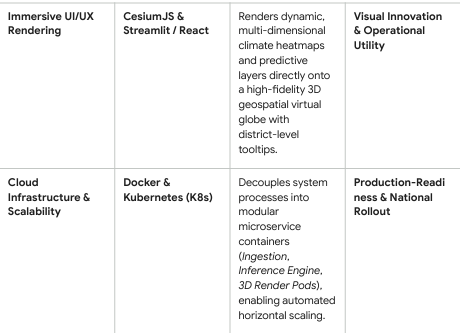 Immersive UI/UX
Rendering
CesiumJS &
Streamlit / React
Renders dynamic,
multi-dimensional
climate heatmaps
and predictive
layers directly onto
a high-fidelity 3D
geospatial virtual
globe with
district-level
tooltips.
Visual Innovation
& Operational
Utility
Cloud
Infrastructure &
Scalability
Docker &
Kubernetes (K8s)
Decouples system
processes into
modular
microservice
containers
(Ingestion,
Inference Engine,
3D Render Pods),
enabling automated
horizontal scaling.
Production-Readi
ness & National
Rollout